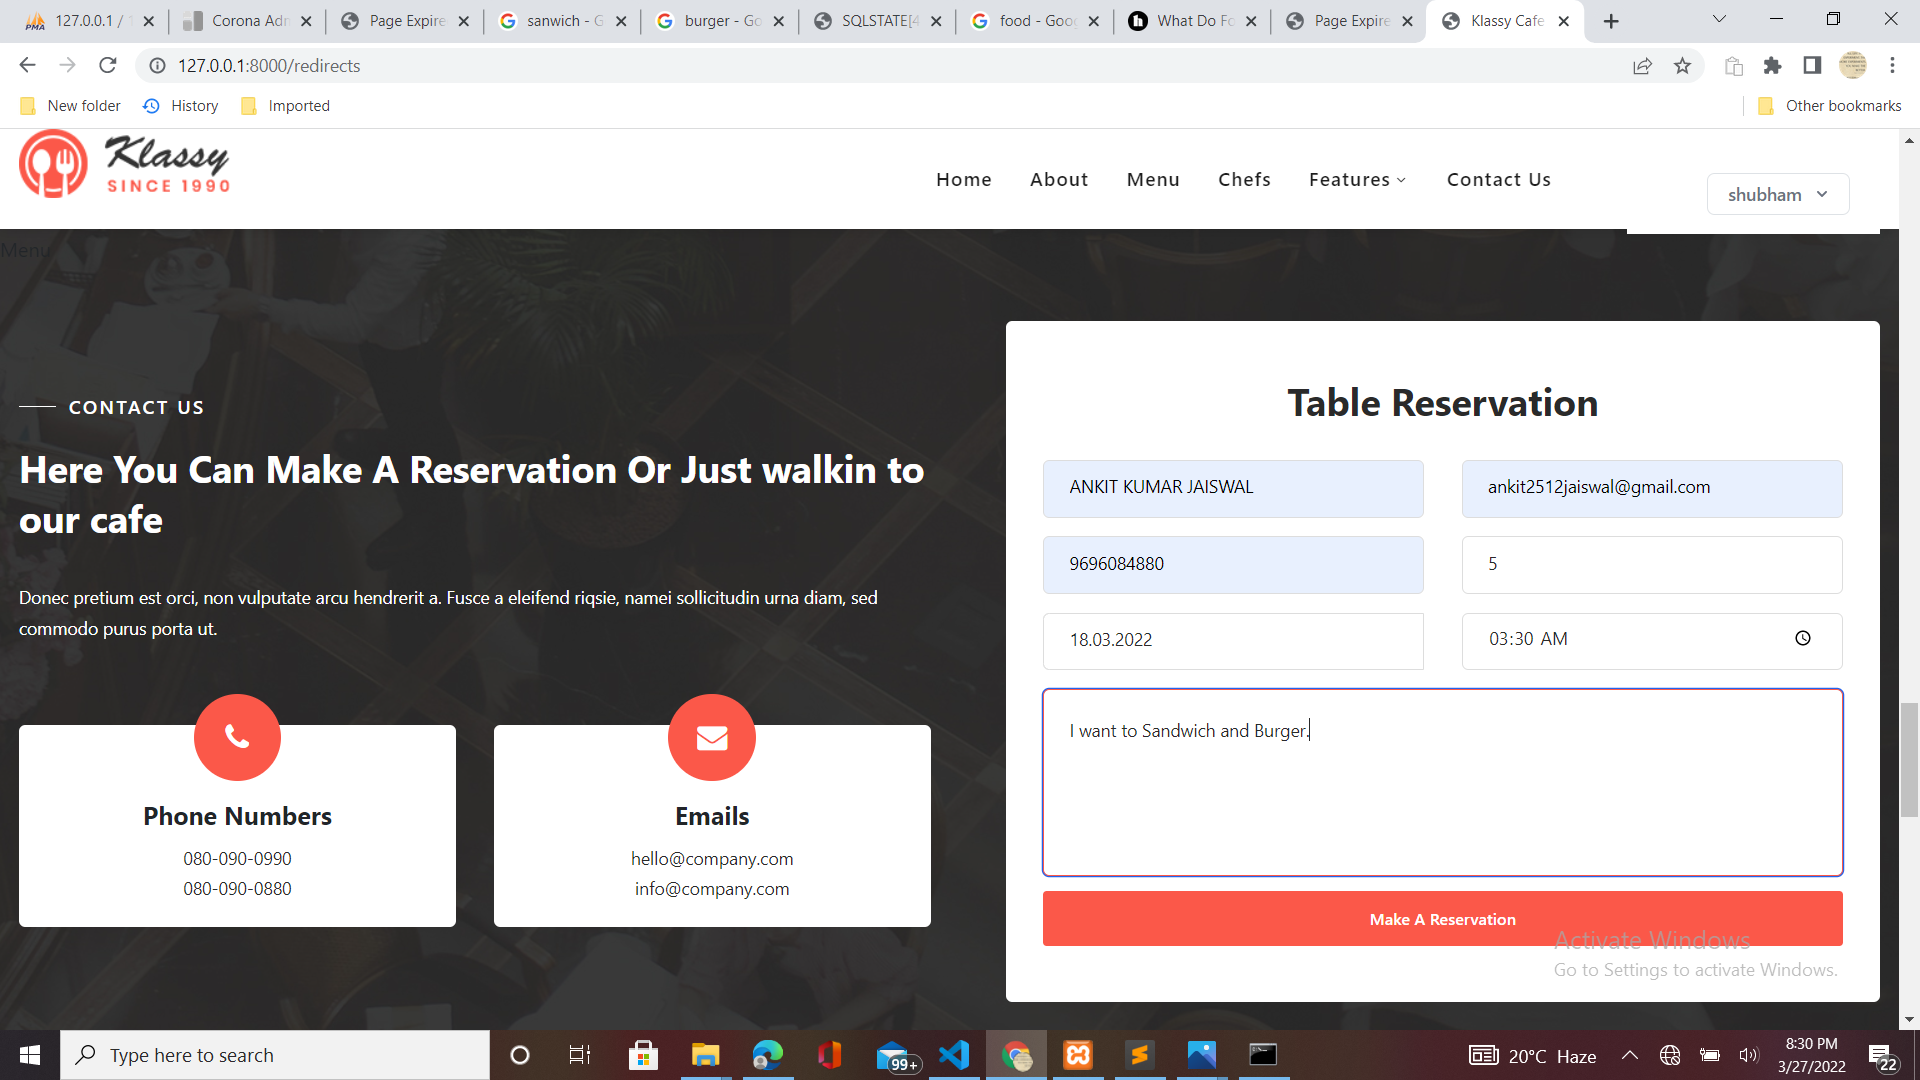 127.0.0.1 / 1
Corona Adm
Page Expire
sanwich - G
burger - Go
SQLSTATE[4
food - Goog
What Do Fo
Page Expire
Klassy Cafe
127.0.0.1:8000/redirects
New folder
History
Imported
Other bookmarks
Klassy
SINCE 1990
Home
About
Menu
Chefs
Features
Contact Us
shubham
Menu
CONTACT US
Here You Can Make A Reservation Or Just walkin to
our cafe
Donec pretium est orci, non vulputate arcu hendrerit a. Fusce a eleifend riqsie, namei sollicitudin urna diam, sed
commodo purus porta ut.
Phone Numbers
080-090-0990
080-090-0880
Emails
hello@company.com
info@company.com
Table Reservation
ANKIT KUMAR JAISWAL
ankit2512jaiswal@gmail.com
9696084880
5
18.03.2022
03:30 AM
I want to Sandwich and Burger.
Make A Reservation
Activate Windows
Go to Settings to activate Windows.
Type here to search
99+
20°C Haze
8:30 PM
3/27/2022
22